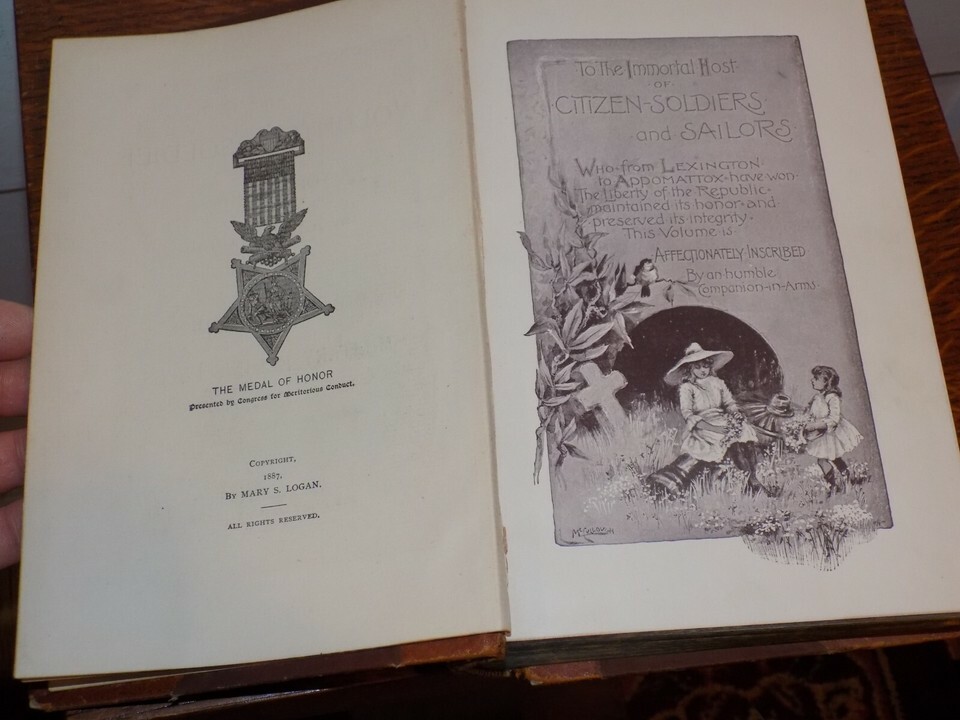 THE MEDAL OF HONOR
Presented by Congress for Meritorious Conduct.
COPYRIGHT,
1887,
BY MARY S. LOGAN.
ALL RIGHTS RESERVED.
To the Immortal Host
OF
CITIZEN-SOLDIERS
and SAILORS
WHO-from LEXINGTON
to APPOMATTOX-have won
The Liberty of the Republic-
maintained its honor-and
preserved its integrity-
This Volume is
AFFECTIONATELY-INSCRIBED
By-an-humble
Companion-in-Arms